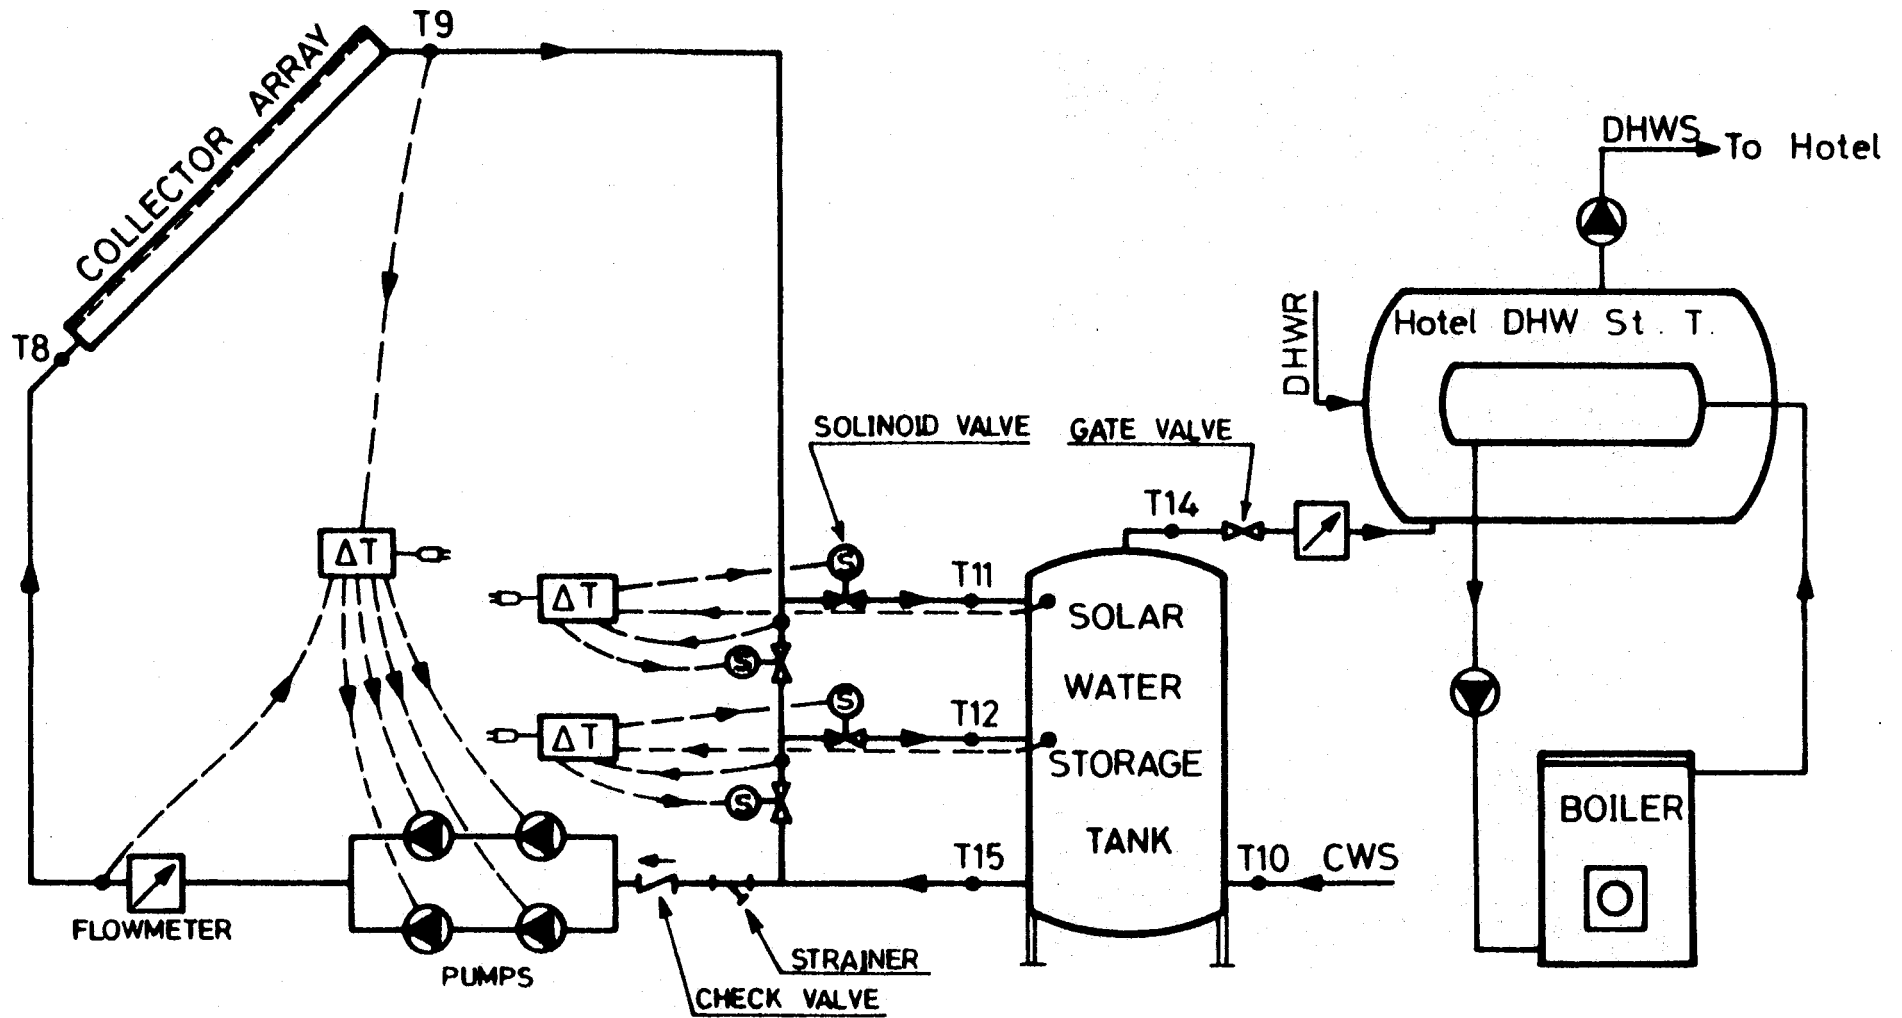 T9
COLLECTOR ARRAY
DHWS
To Hotel
DHWR
Hotel DHW St. T.
T8
SOLINOID VALVE
GATE VALVE
T14
ΔT
ΔT
S
T11
SOLAR
WATER
STORAGE
TANK
S
S
ΔT
T12
S
BOILER
T15
T10
CWS
FLOWMETER
PUMPS
STRAINER
CHECK VALVE